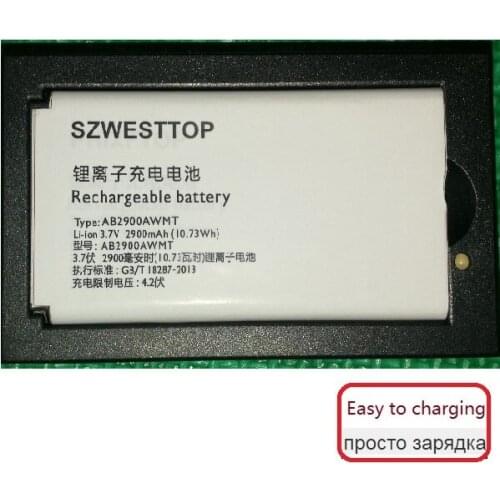 SZWESTTOP
锂离子充电电池
Rechargeable battery
Type: AB2900AWMT
Li-ion 3.7V 2900mAh (10.73Wh)
型号: AB2900AWMT
3.7伏 2900毫安时(10.73瓦时)锂离子电池
执行标准: G3/T 18287-2013
充电限制电压: 4.2伏
Easy to charging
просто зарядка